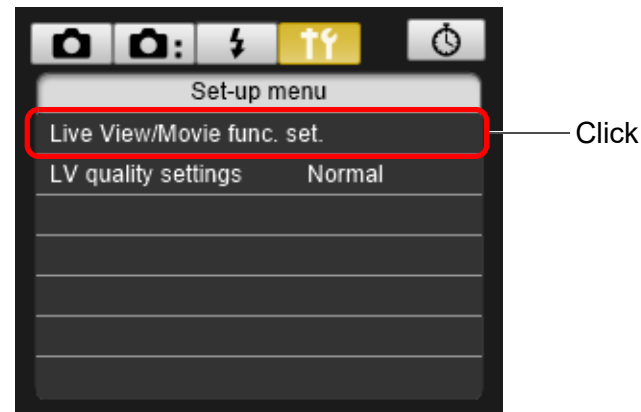 Set-up menu
Live View/Movie func. set.
Click
LV quality settings Normal